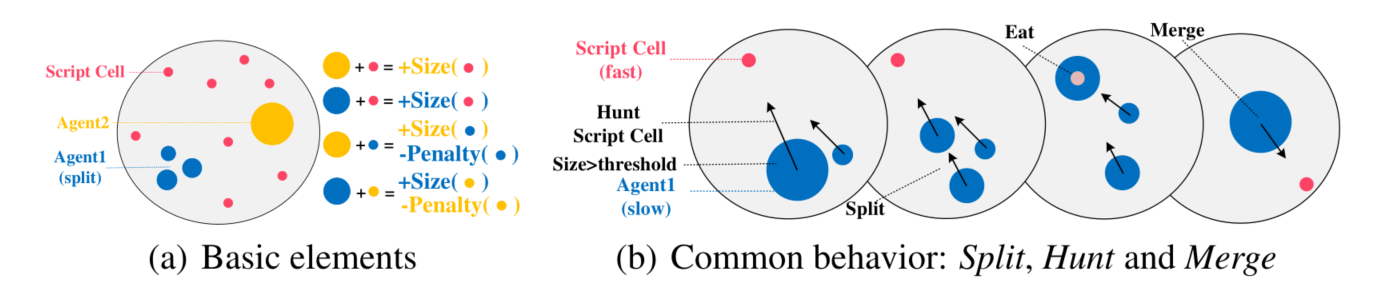 Script Cell
Agent2
Agent1
(split)
+ = +Size( )
+ = +Size( )
+ = +Size( )
-Penalty( )
+ = +Size( )
-Penalty( )
(a) Basic elements
Script Cell
(fast)
Hunt
Script Cell
Size>threshold
Agent1
(slow)
Split
Eat
Merge
(b) Common behavior: Split, Hunt and Merge